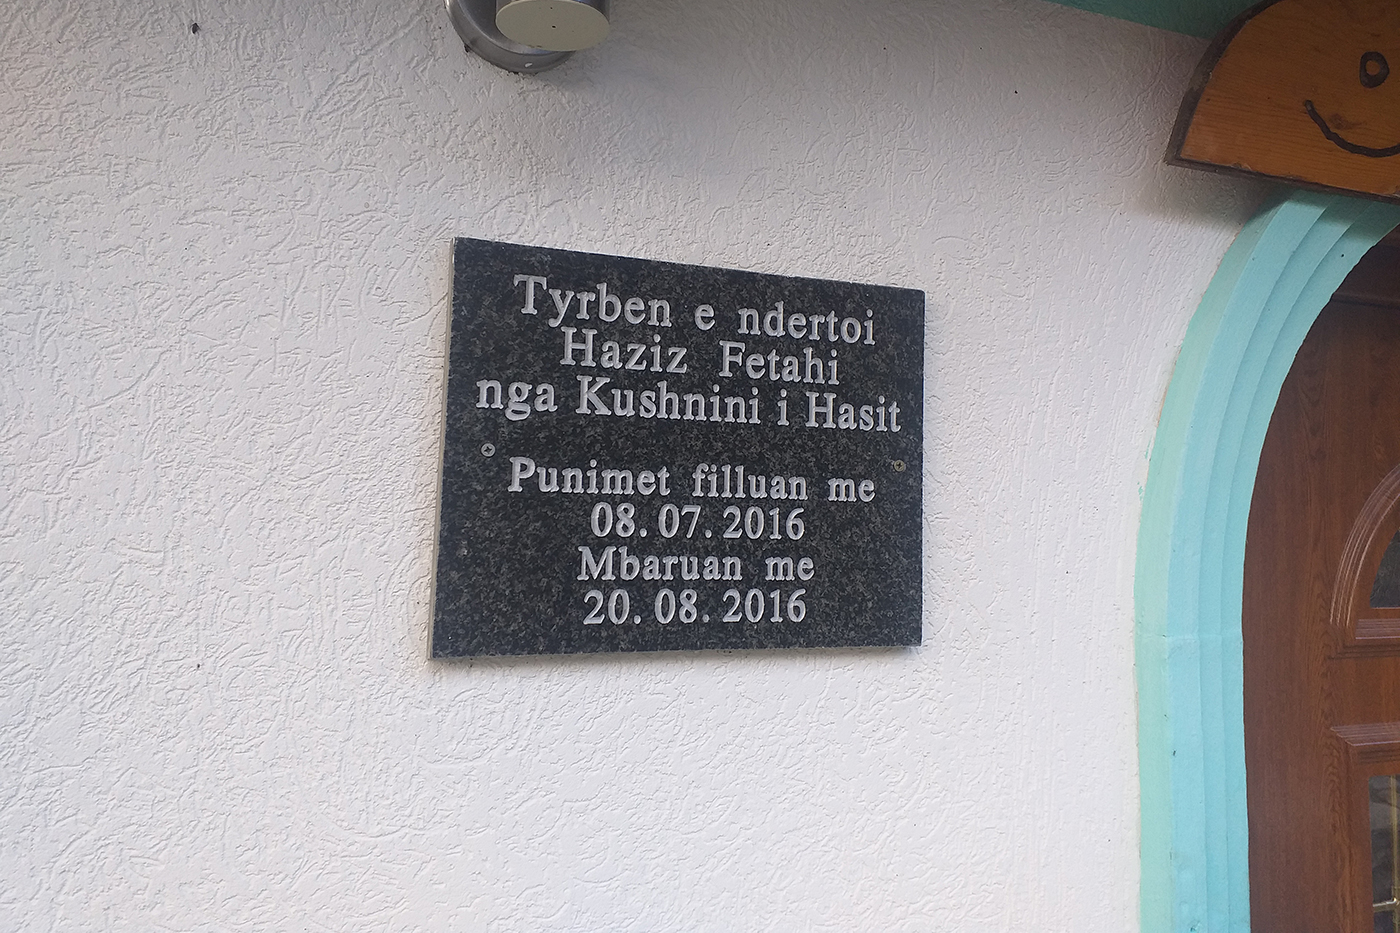 Tyrben e ndertoi
Haziz Fetahi
nga Kushnini i Hasit
Punimet filluan me
08.07.2016
Mbaruan me
20.08.2016